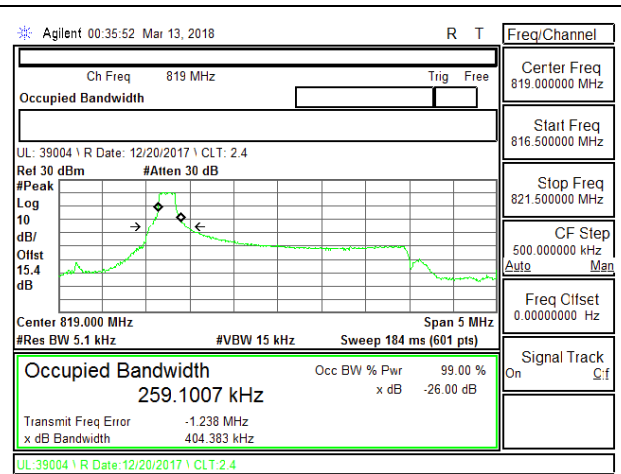 Agilent 00:35:52 Mar 13, 2018 R T
Ch Freq 819 MHz Trig Free
Occupied Bandwidth
UL: 39004 \ R Date: 12/20/2017 \ CLT: 2.4
Ref 30 dBm #Atten 30 dB
#Peak
Log
10
dB/
Offst
15.4
dB
Center 819.000 MHz Span 5 MHz
#Res BW 5.1 kHz #VBW 15 kHz Sweep 184 ms (601 pts)
Occupied Bandwidth Occ BW % Pwr 99.00 %
259.1007 kHz x dB -26.00 dB
Transmit Freq Error -1.238 MHz
x dB Bandwidth 404.383 kHz
UL:39004 \ R Date:12/20/2017 \ CLT:2.4
Freq/Channel
Center Freq
819.000000 MHz
Start Freq
816.500000 MHz
Stop Freq
821.500000 MHz
CF Step
500.000000 kHz
Auto Man
Freq Offset
0.00000000 Hz
Signal Track
On Off